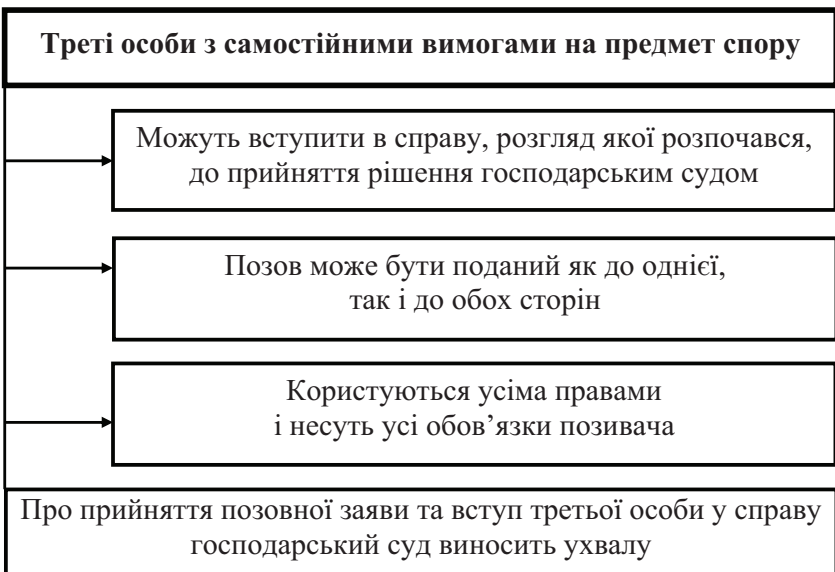 Треті особи з самостійними вимогами на предмет спору
Можуть вступити в справу, розгляд якої розпочався,
до прийняття рішення господарським судом
Позов може бути поданий як до однієї,
так і до обох сторін
Користуються усіма правами
і несуть усі обов’язки позивача
Про прийняття позовної заяви та вступ третьої особи у справу
господарський суд виносить ухвалу